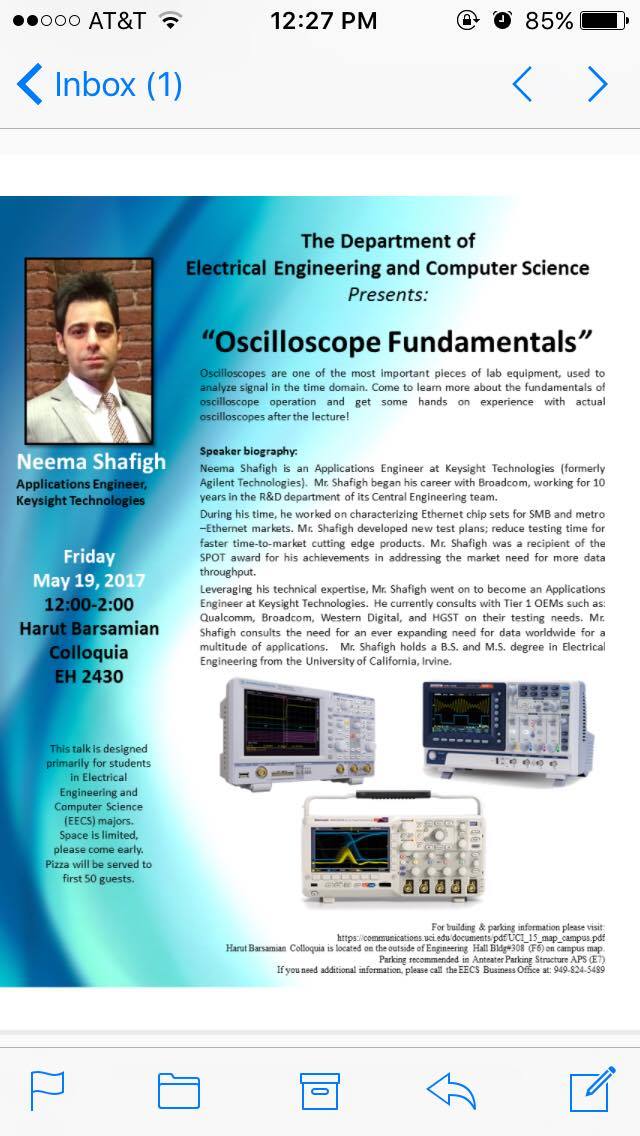 AT&T 12:27 PM 85%
Inbox (1)
The Department of
Electrical Engineering and Computer Science
Presents:
“Oscilloscope Fundamentals”
Oscilloscopes are one of the most important pieces of lab equipment, used to
analyze signal in the time domain. Come to learn more about the fundamentals of
oscilloscope operation and get some hands on experience with actual
oscilloscopes after the lecture!
Neema Shafigh
Applications Engineer,
Keysight Technologies
Friday
May 19, 2017
12:00-2:00
Harut Barsamian
Colloquia
EH 2430
This talk is designed
primarily for students
in Electrical
Engineering and
Computer Science
(EECS) majors.
Space is limited,
please come early.
Pizza will be served to
first 50 guests.
Speaker biography:
Neema Shafigh is an Applications Engineer at Keysight Technologies (formerly
Agilent Technologies). Mr. Shafigh began his career with Broadcom, working for 10
years in the R&D department of its Central Engineering team.
During his time, he worked on characterizing Ethernet chip sets for SMB and metro
–Ethernet markets. Mr. Shafigh developed new test plans; reduce testing time for
faster time-to-market cutting edge products. Mr. Shafigh was a recipient of the
SPOT award for his achievements in addressing the market need for more data
throughput.
Leveraging his technical expertise, Mr. Shafigh went on to become an Applications
Engineer at Keysight Technologies. He currently consults with Tier 1 OEMs such as:
Qualcomm, Broadcom, Western Digital, and HGST on their testing needs. Mr.
Shafigh consults the need for an ever expanding need for data worldwide for a
multitude of applications. Mr. Shafigh holds a B.S. and M.S. degree in Electrical
Engineering from the University of California, Irvine.
For building & parking information please visit:
https://communications.uci.edu/documents/pdf/UCI_15_map_campus.pdf
Harut Barsamian Colloquia is located on the outside of Engineering Hall Bldg#308 (F6) on campus map.
Parking recommended in Anteater Parking Structure APS (E7)
If you need additional information, please call the EECS Business Office at: 949-824-5489